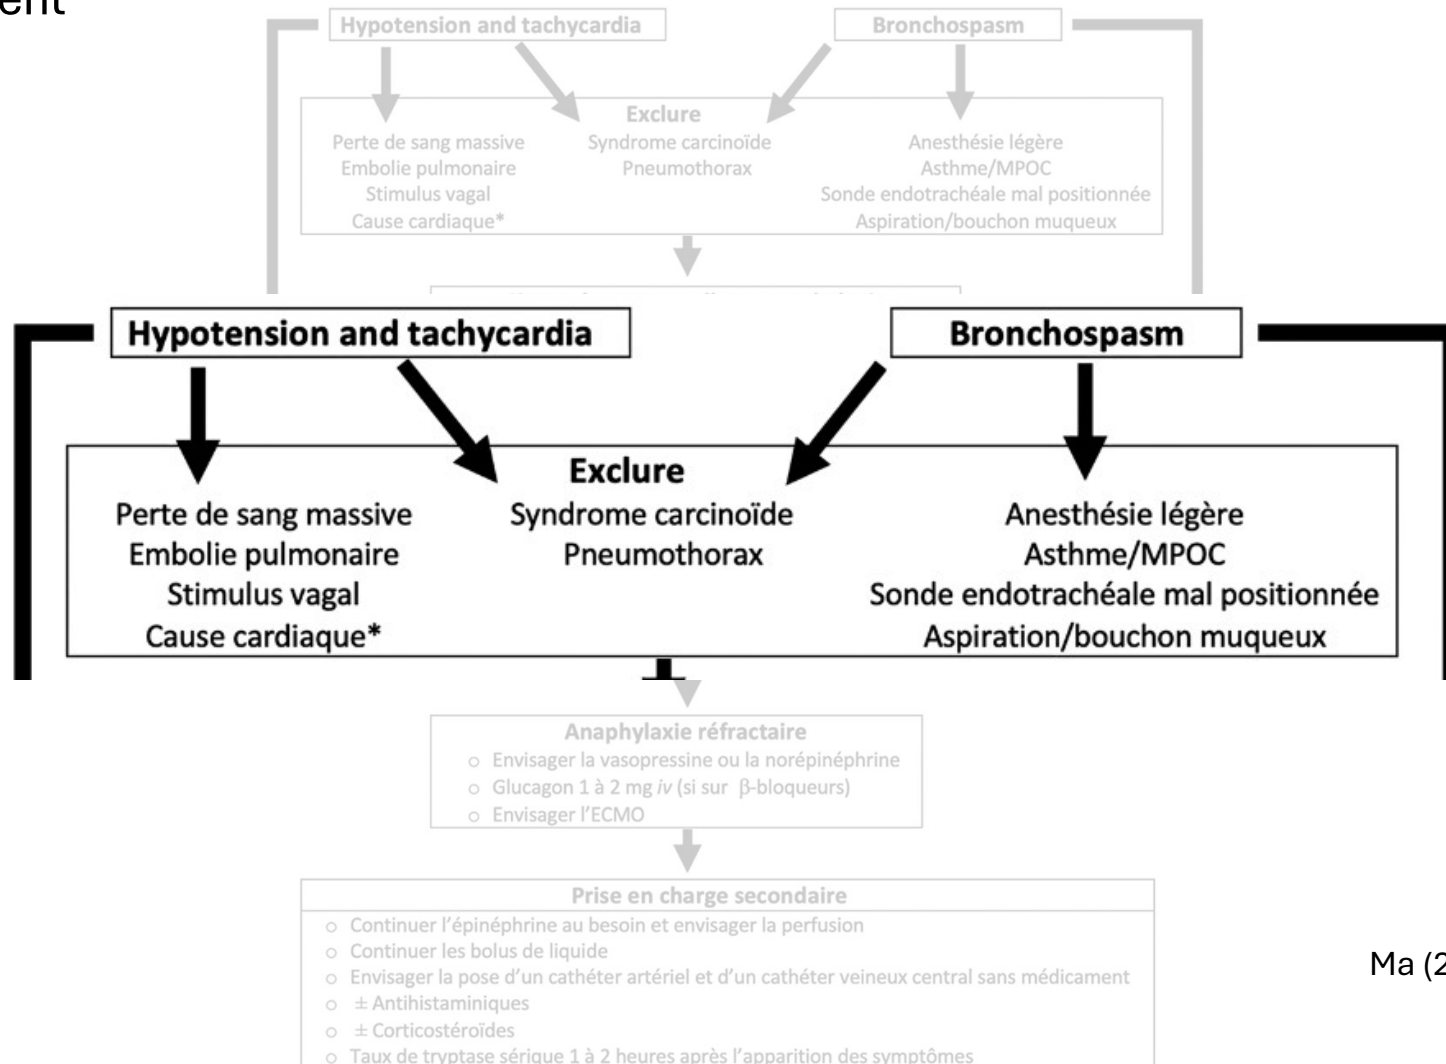 Hypotension and tachycardia
Bronchospasm
Exclure
Perte de sang massive
Syndrome carcinoïde
Anesthésie légère
Embolie pulmonaire
Pneumothorax
Asthme/MPOC
Stimulus vagal
Sonde endotrachéale mal positionnée
Cause cardiaque*
Aspiration/bouchon muqueux
Hypotension and tachycardia
Bronchospasm
Exclure
Perte de sang massive
Syndrome carcinoïde
Anesthésie légère
Embolie pulmonaire
Pneumothorax
Asthme/MPOC
Stimulus vagal
Sonde endotrachéale mal positionnée
Cause cardiaque*
Aspiration/bouchon muqueux
Anaphylaxie réfractaire
o Envisager la vasopressine ou la norépinéphrine
o Glucagon 1 à 2 mg iv (si sur β-bloqueurs)
o Envisager l'ECMO
Prise en charge secondaire
o Continuer l'épinéphrine au besoin et envisager la perfusion
o Continuer les bolus de liquide
o Envisager la pose d'un cathéter artériel et d'un cathéter veineux central sans médicament
o ± Antihistaminiques
o ± Corticostéroïdes
o Taux de tryptase sérique 1 à 2 heures après l'apparition des symptômes
Ma (2